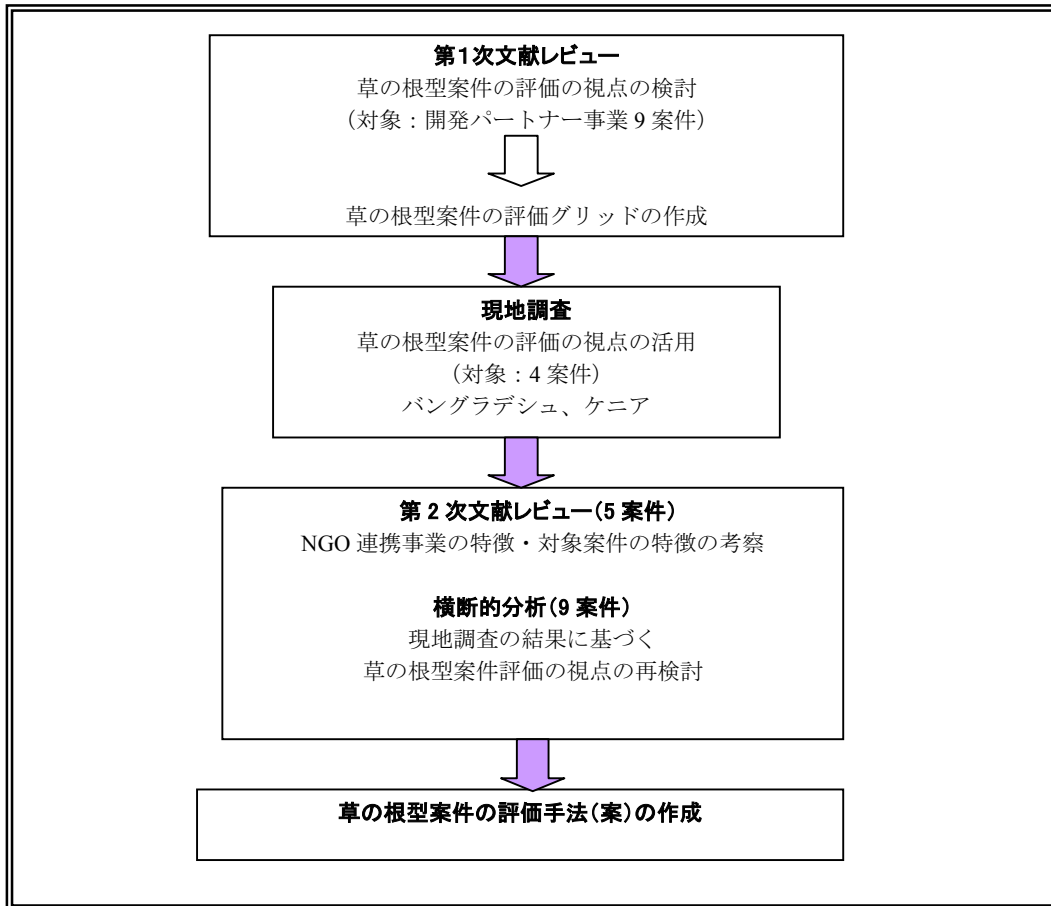 第1次文献レビュー
草の根型案件の評価の視点の検討
（対象：開発パートナー事業 9 案件）
草の根型案件の評価グリッドの作成
現地調査
草の根型案件の評価の視点の活用
（対象：4 案件）
バングラデシュ、ケニア
第 2 次文献レビュー（5 案件）
NGO 連携事業の特徴・対象案件の特徴の考察
横断的分析（9 案件）
現地調査の結果に基づく
草の根型案件評価の視点の再検討
草の根型案件の評価手法（案）の作成